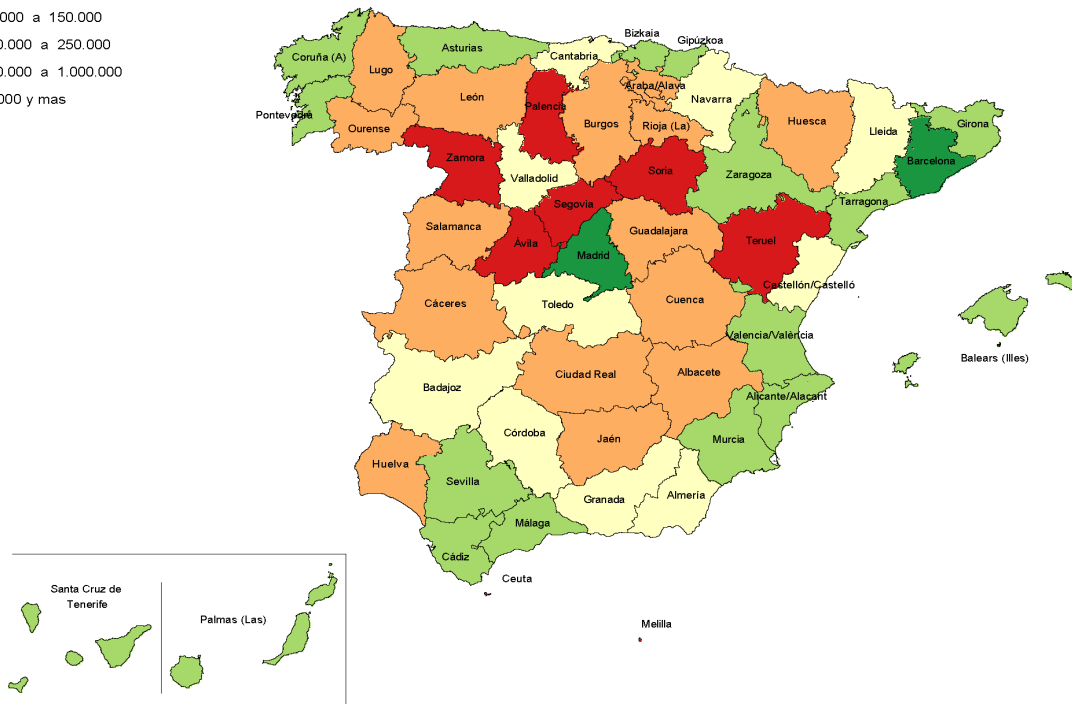 000 a 150.000
0.000 a 250.000
0.000 a 1.000.000
000 y mas
Bizkaia
Gipúzkoa
Asturias
Cantabria
Coruña (A)
Lugo
Araba/Alava
Navarra
León
Palencia
Pontevedra
Ourense
Burgos
Rioja (La)
Huesca
Lleida
Girona
Barcelona
Zamora
Valladolid
Soria
Zaragoza
Tarragona
Segovia
Salamanca
Ávila
Madrid
Guadalajara
Teruel
Castellón/Castelló
Cáceres
Toledo
Cuenca
Valencia/València
Balears (Illes)
Badajoz
Ciudad Real
Albacete
Alicante/Alacant
Córdoba
Jaén
Murcia
Huelva
Sevilla
Granada
Almería
Málaga
Cádiz
Ceuta
Melilla
Santa Cruz de
Tenerife
Palmas (Las)